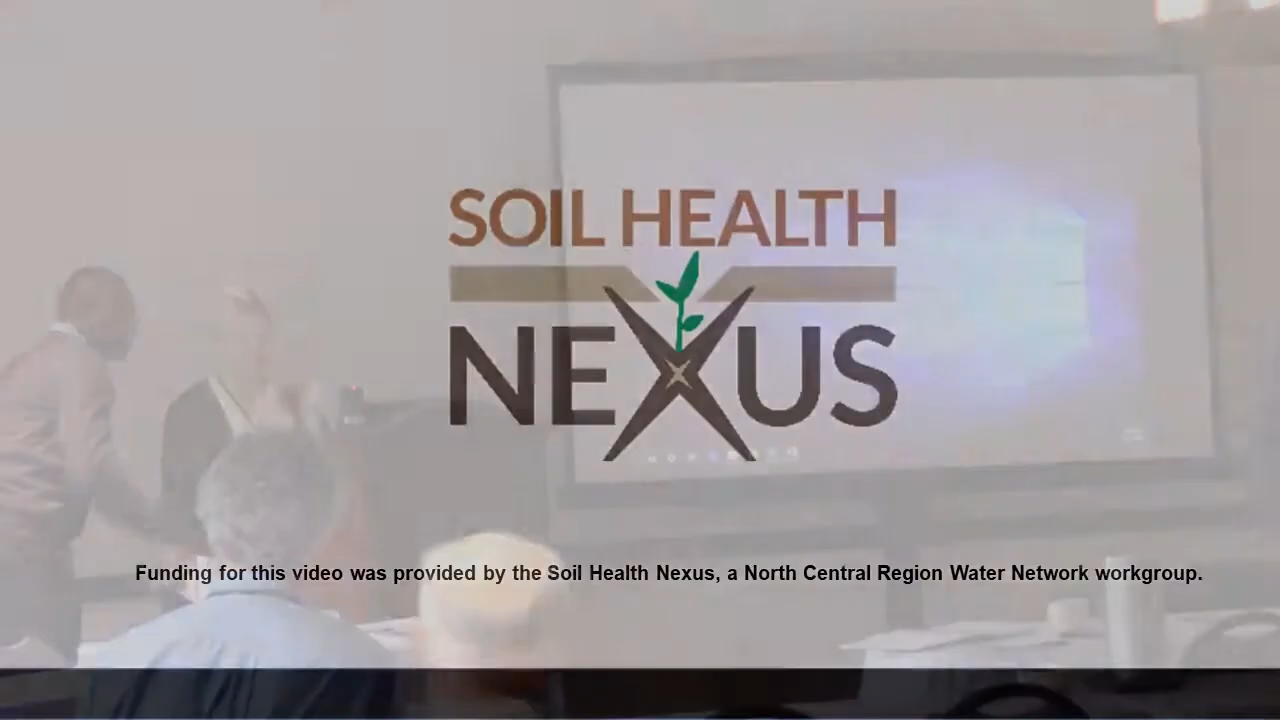 SOIL HEALTH
NEXUS
Funding for this video was provided by the Soil Health Nexus, a North Central Region Water Network workgroup.